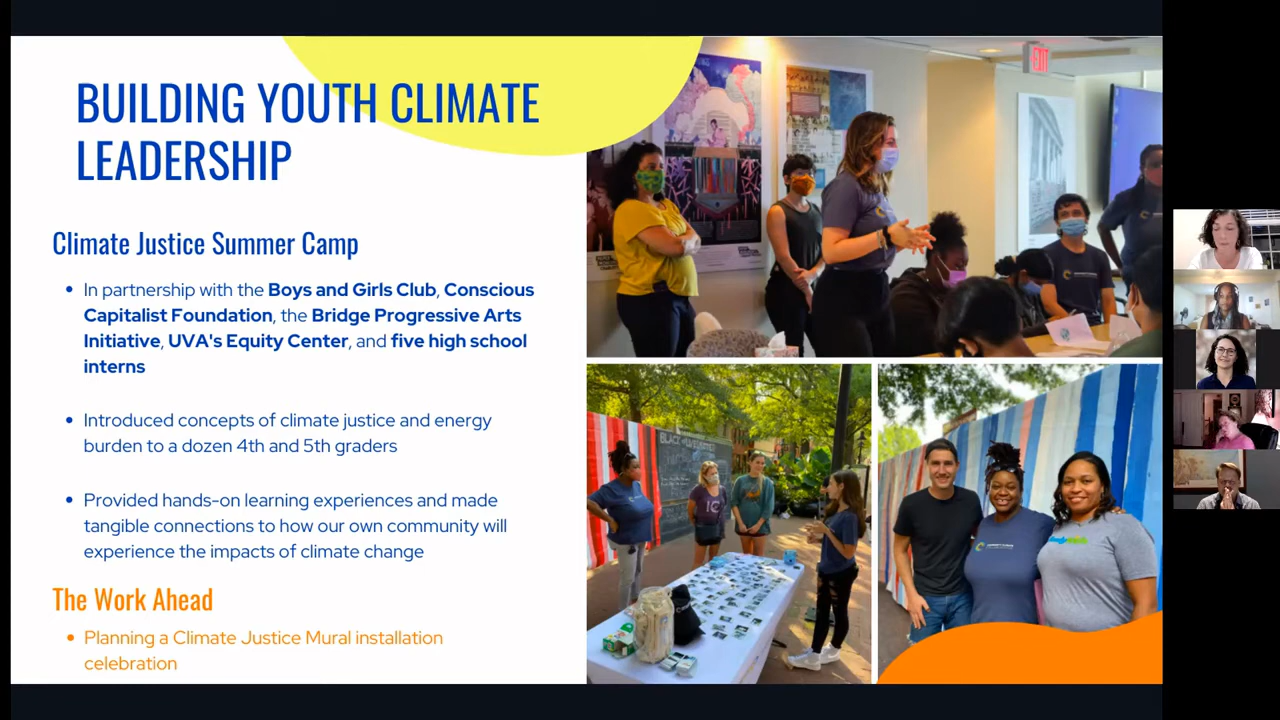 BUILDING YOUTH CLIMATE
LEADERSHIP
Climate Justice Summer Camp
• In partnership with the Boys and Girls Club, Conscious
Capitalist Foundation, the Bridge Progressive Arts
Initiative, UVA's Equity Center, and five high school
interns
• Introduced concepts of climate justice and energy
burden to a dozen 4th and 5th graders
• Provided hands-on learning experiences and made
tangible connections to how our own community will
experience the impacts of climate change
The Work Ahead
• Planning a Climate Justice Mural installation
celebration
EXIT
BLACK